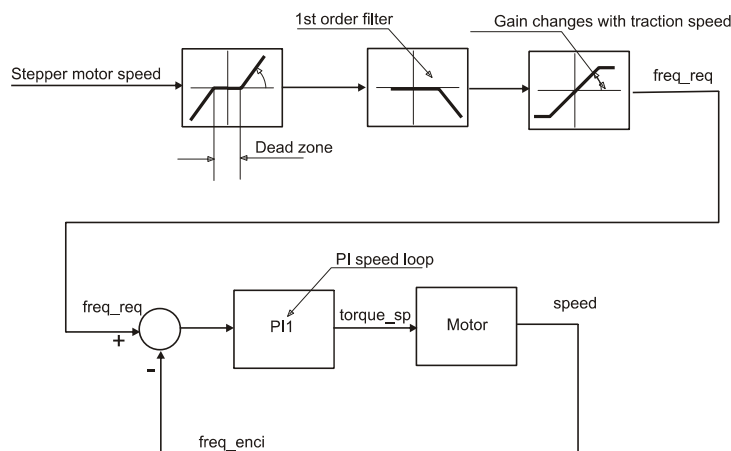 1st order filter
Gain changes with traction speed
Stepper motor speed
freq_req
Dead zone
PI speed loop
freq_req
torque_sp
speed
+
PI1
Motor
-
freq_enci